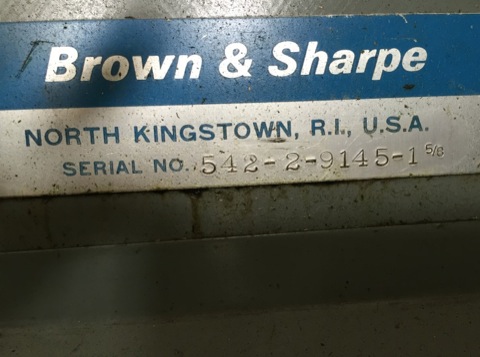 Brown & Sharpe
NORTH KINGSTOWN, R.I., U.S.A.
SERIAL NO. 542-2-9145-1 5/8